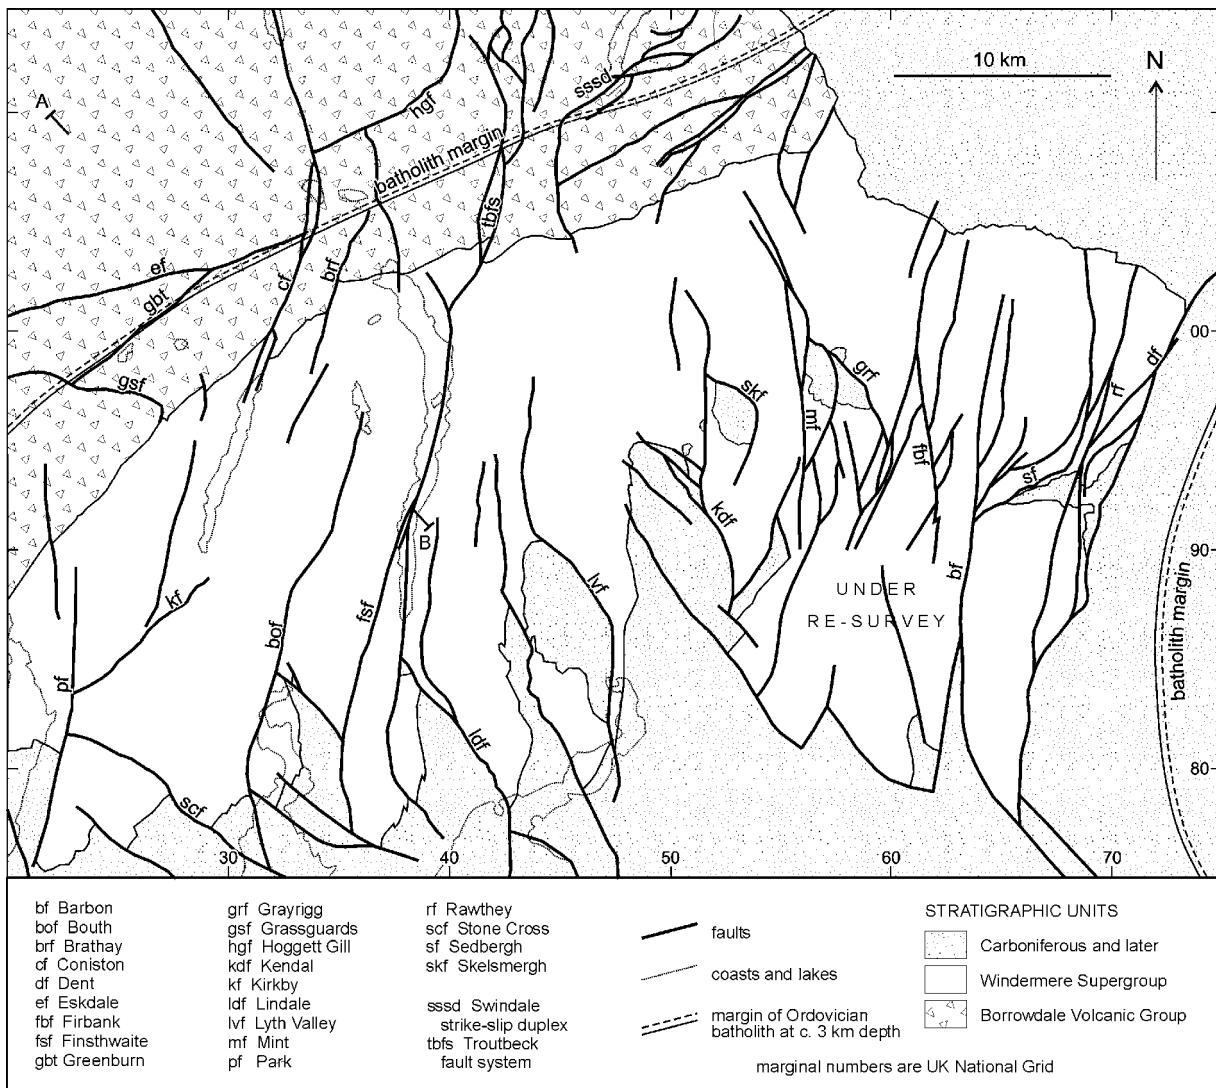 10 km
N
A
sssd
hgf
batholith margin
tbfs
ef
cf
brf
gbt
00
gsf
skf
grf
df
rf
mf
fbf
sf
kdf
B
90
bf
lvf
UNDER
RE-SURVEY
kf
fsf
bof
batholith margin
pf
ldf
80
scf
30
40
50
60
70
bf Barbon
bof Bouth
brf Brathay
cf Coniston
df Dent
ef Eskdale
fbf Firbank
fsf Finsthwaite
gbt Greenburn
grf Grayrigg
gsf Grassguards
hgf Hoggett Gill
kdf Kendal
kf Kirkby
ldf Lindale
lvf Lyth Valley
mf Mint
pf Park
rf Rawthey
scf Stone Cross
sf Sedbergh
skf Skelsmergh
sssd Swindale
strike-slip duplex
tbfs Troutbeck
fault system
faults
coasts and lakes
margin of Ordovician
batholith at c. 3 km depth
STRATIGRAPHIC UNITS
Carboniferous and later
Windermere Supergroup
Borrowdale Volcanic Group
marginal numbers are UK National Grid